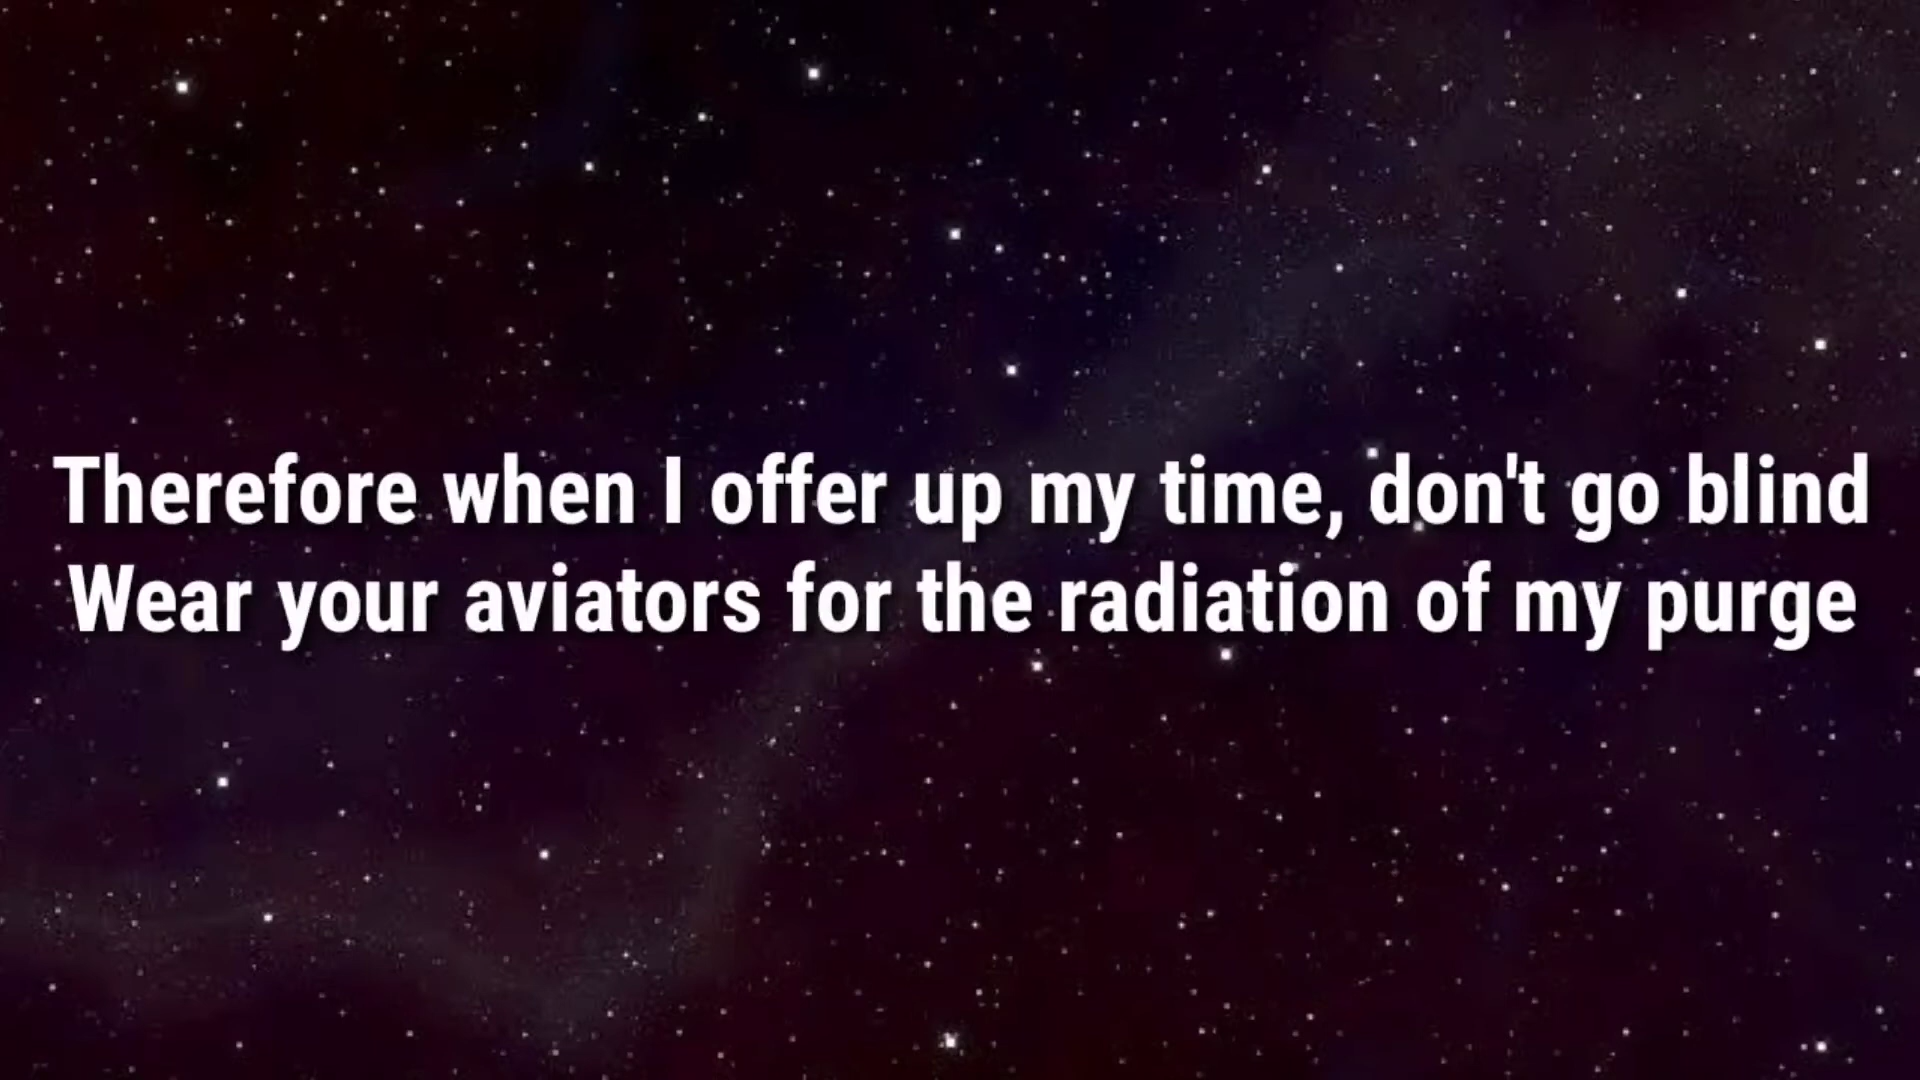 Therefore when I offer up my time, don't go blind
Wear your aviators for the radiation of my purge